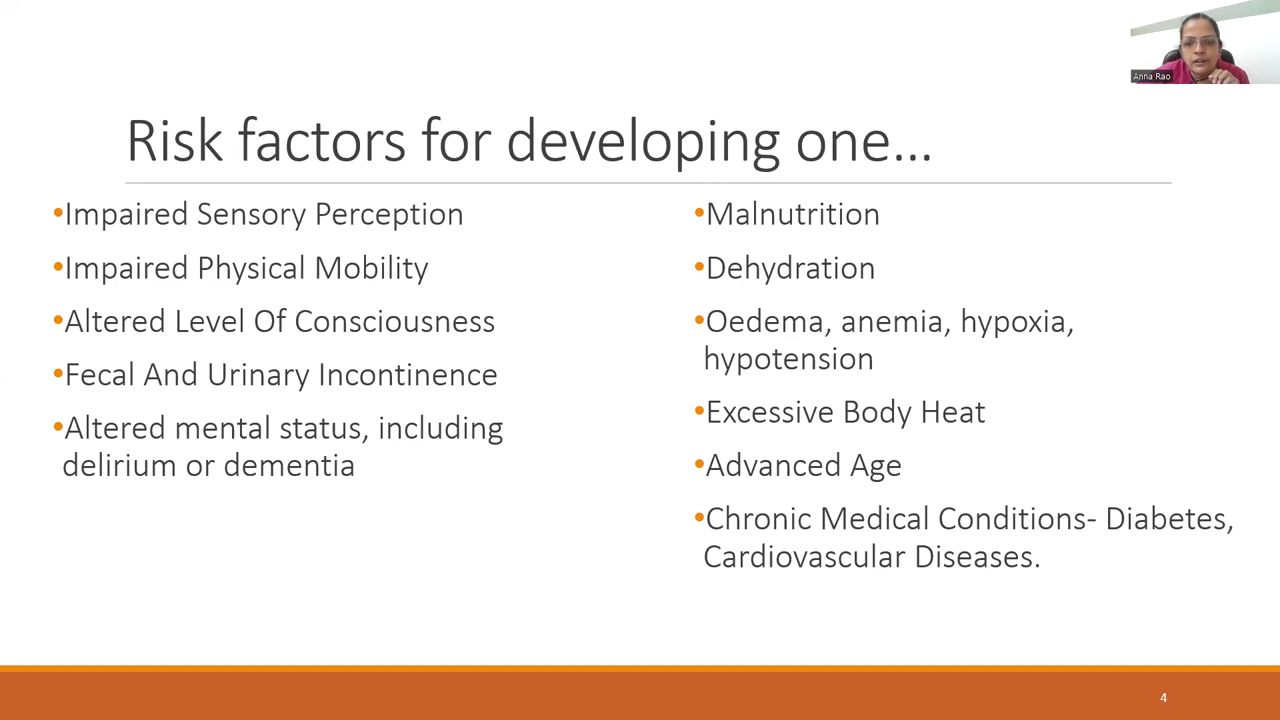 Anna Rao
Risk factors for developing one…
•Impaired Sensory Perception
•Impaired Physical Mobility
•Altered Level Of Consciousness
•Fecal And Urinary Incontinence
•Altered mental status, including
delirium or dementia
•Malnutrition
•Dehydration
•Oedema, anemia, hypoxia,
hypotension
•Excessive Body Heat
•Advanced Age
•Chronic Medical Conditions- Diabetes,
Cardiovascular Diseases.
4